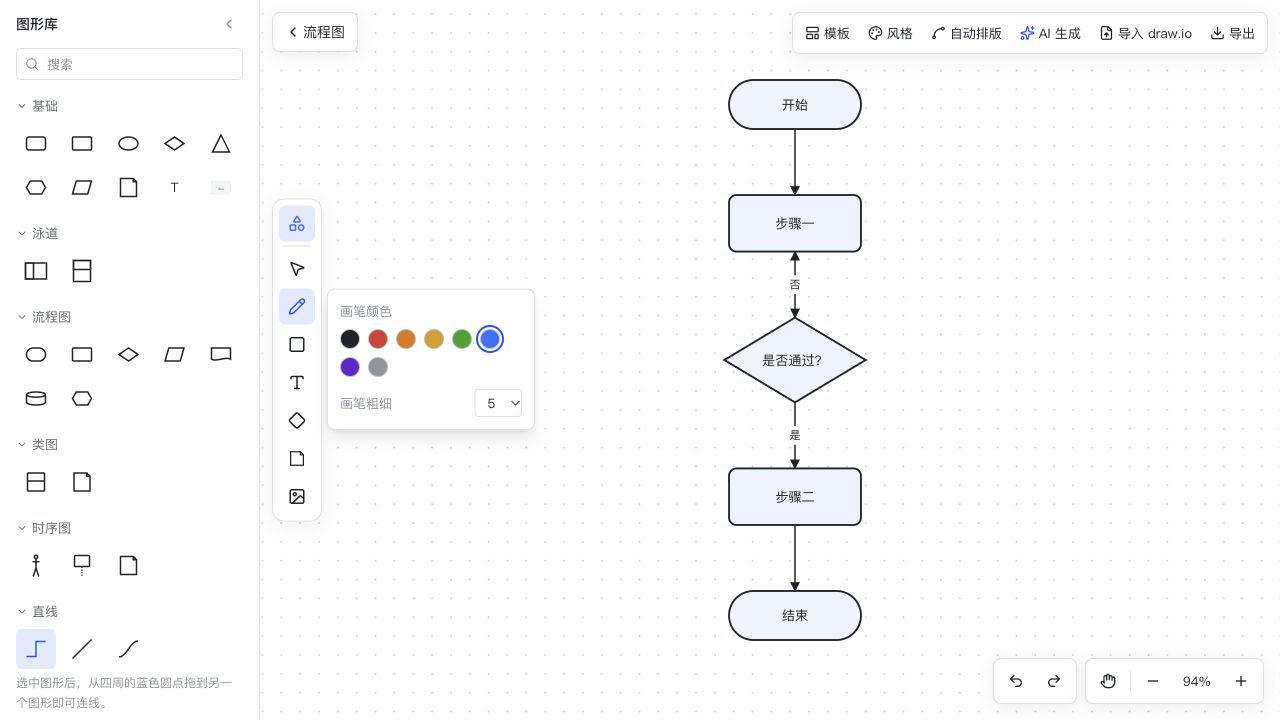 图形库
搜索
基础
T
泳道
流程图
类图
时序图
直线
选中图形后，从四周的蓝色圆点拖到另一
个图形即可连线。
流程图
模板
风格
自动排版
AI 生成
导入 draw.io
导出
画笔颜色
画笔粗细
5
开始
步骤一
否
是否通过?
是
步骤二
结束
94%